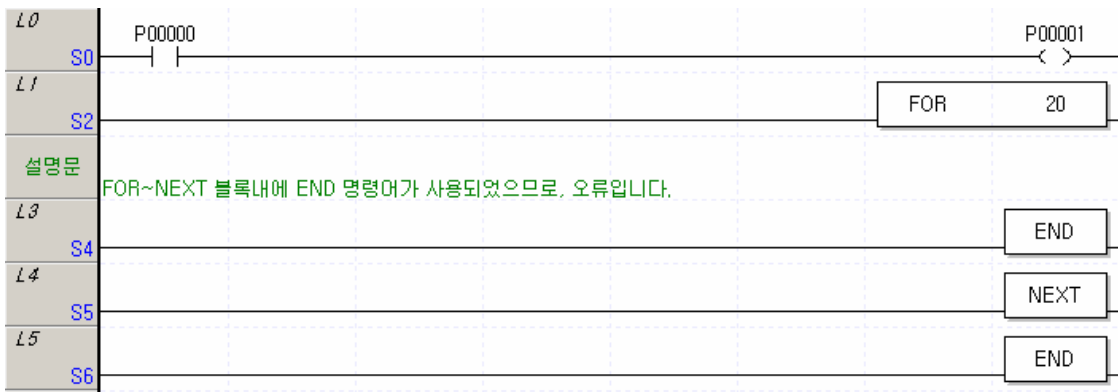 L0
P00000 P00001
S0
L1
FOR 20
S2
설명문
FOR~NEXT 블록내에 END 명령어가 사용되었으므로, 오류입니다.
L3
END
S4
L4
NEXT
S5
L5
END
S6